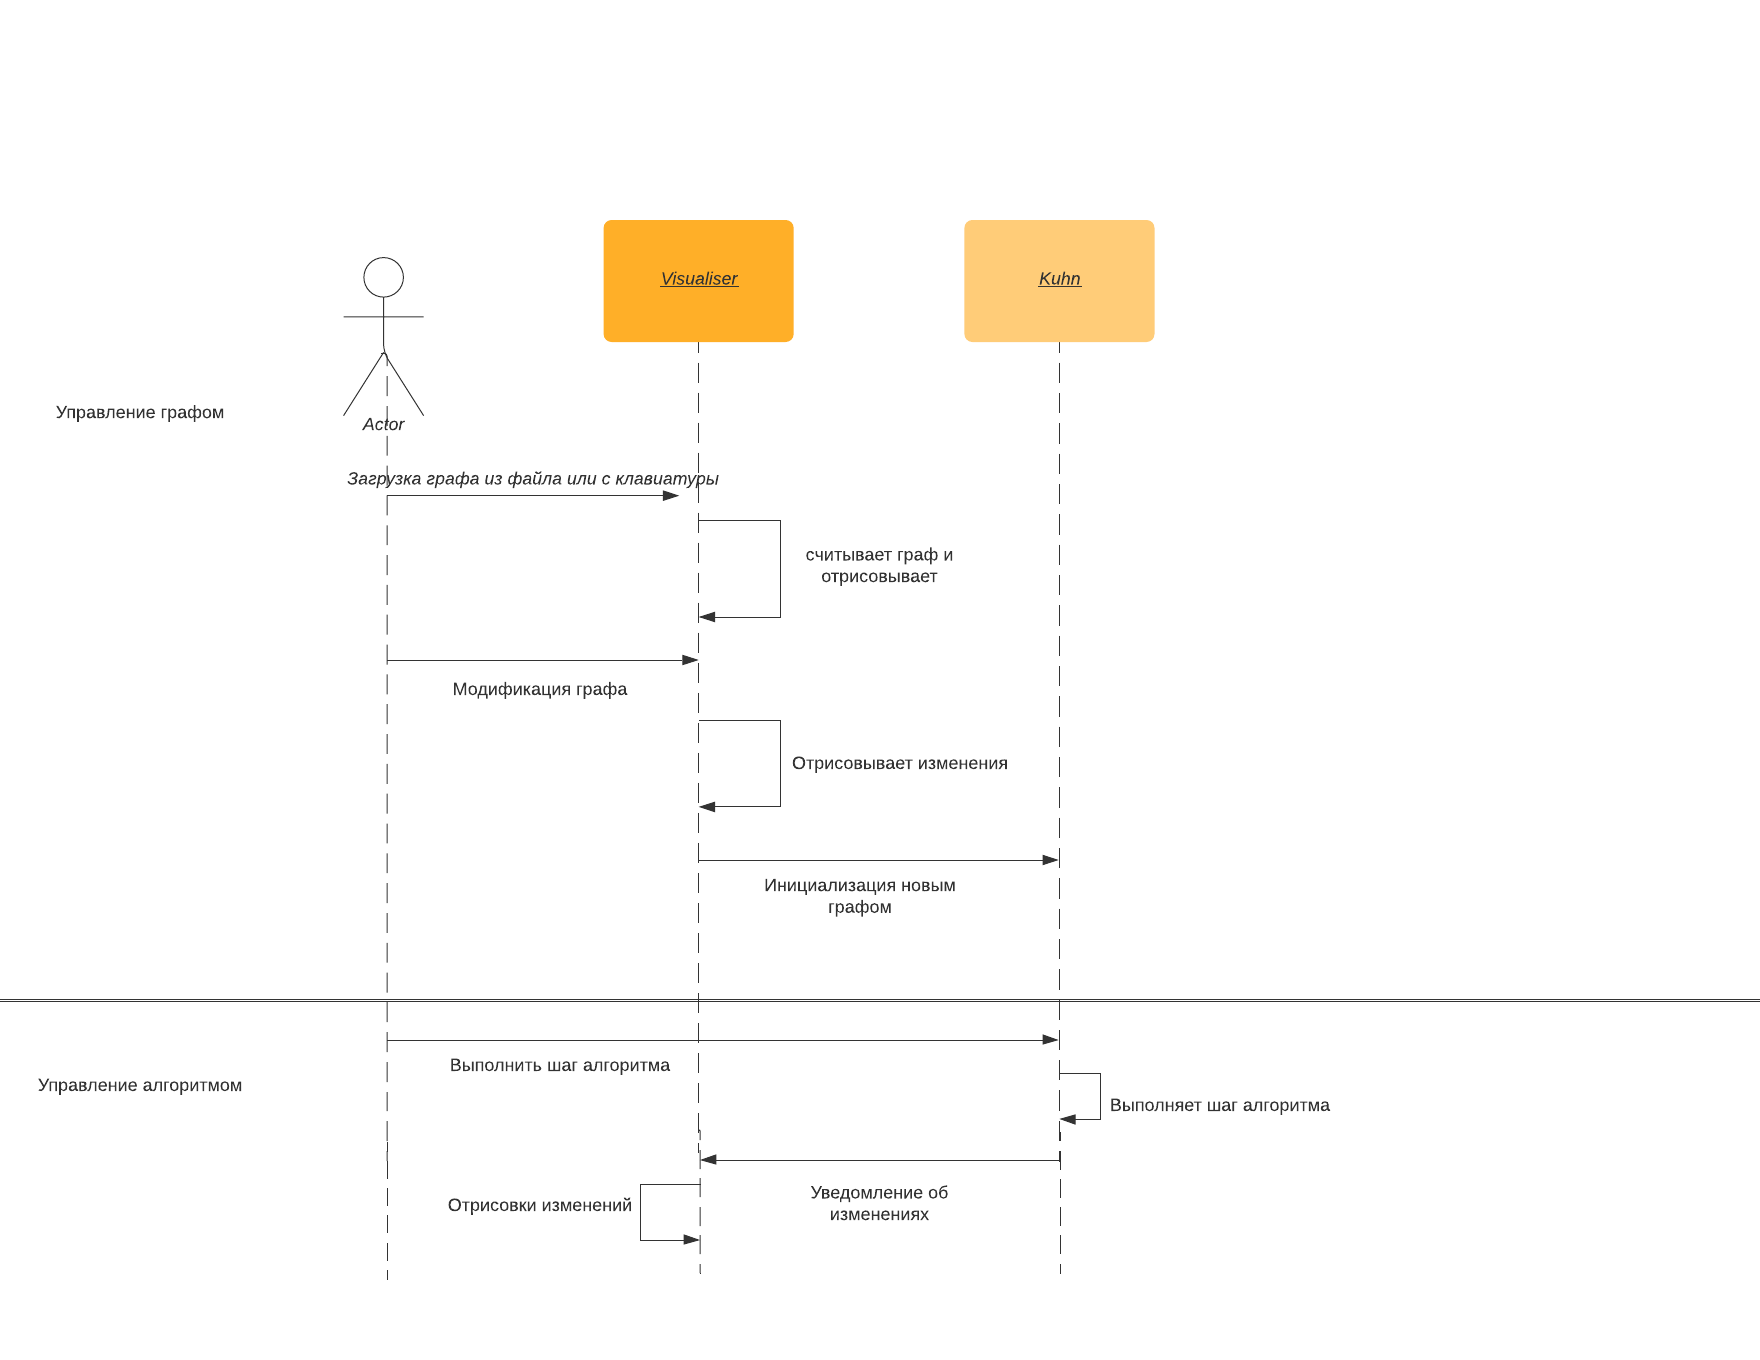 Visualiser
Kuhn
Управление графом
Actor
Загрузка графа из файла или с клавиатуры
считывает граф и
отрисовывает
Модификация графа
Отрисовывает изменения
Инициализация новым
графом
Выполнить шаг алгоритма
Управление алгоритмом
Выполняет шаг алгоритма
Уведомление об
изменениях
Отрисовки изменений